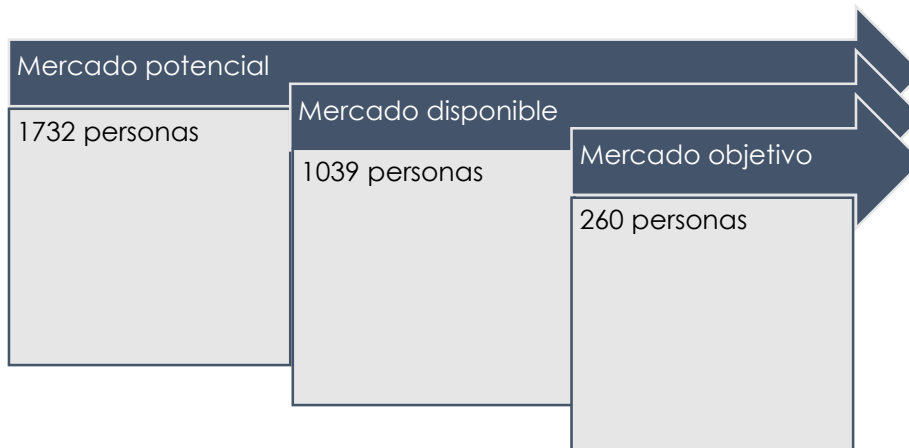 Mercado potencial
1732 personas
Mercado disponible
1039 personas
Mercado objetivo
260 personas